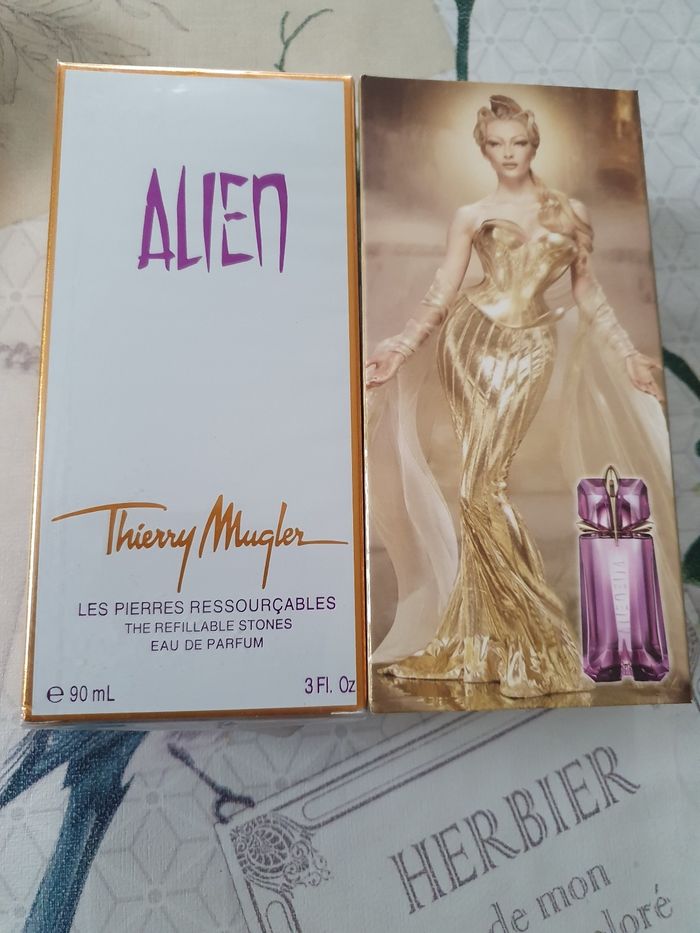 ALIEN
Thierry Mugler
LES PIERRES RESSOURÇABLES
THE REFILLABLE STONES
EAU DE PARFUM
e 90 mL
3 Fl. Oz
HERBIER
de mon